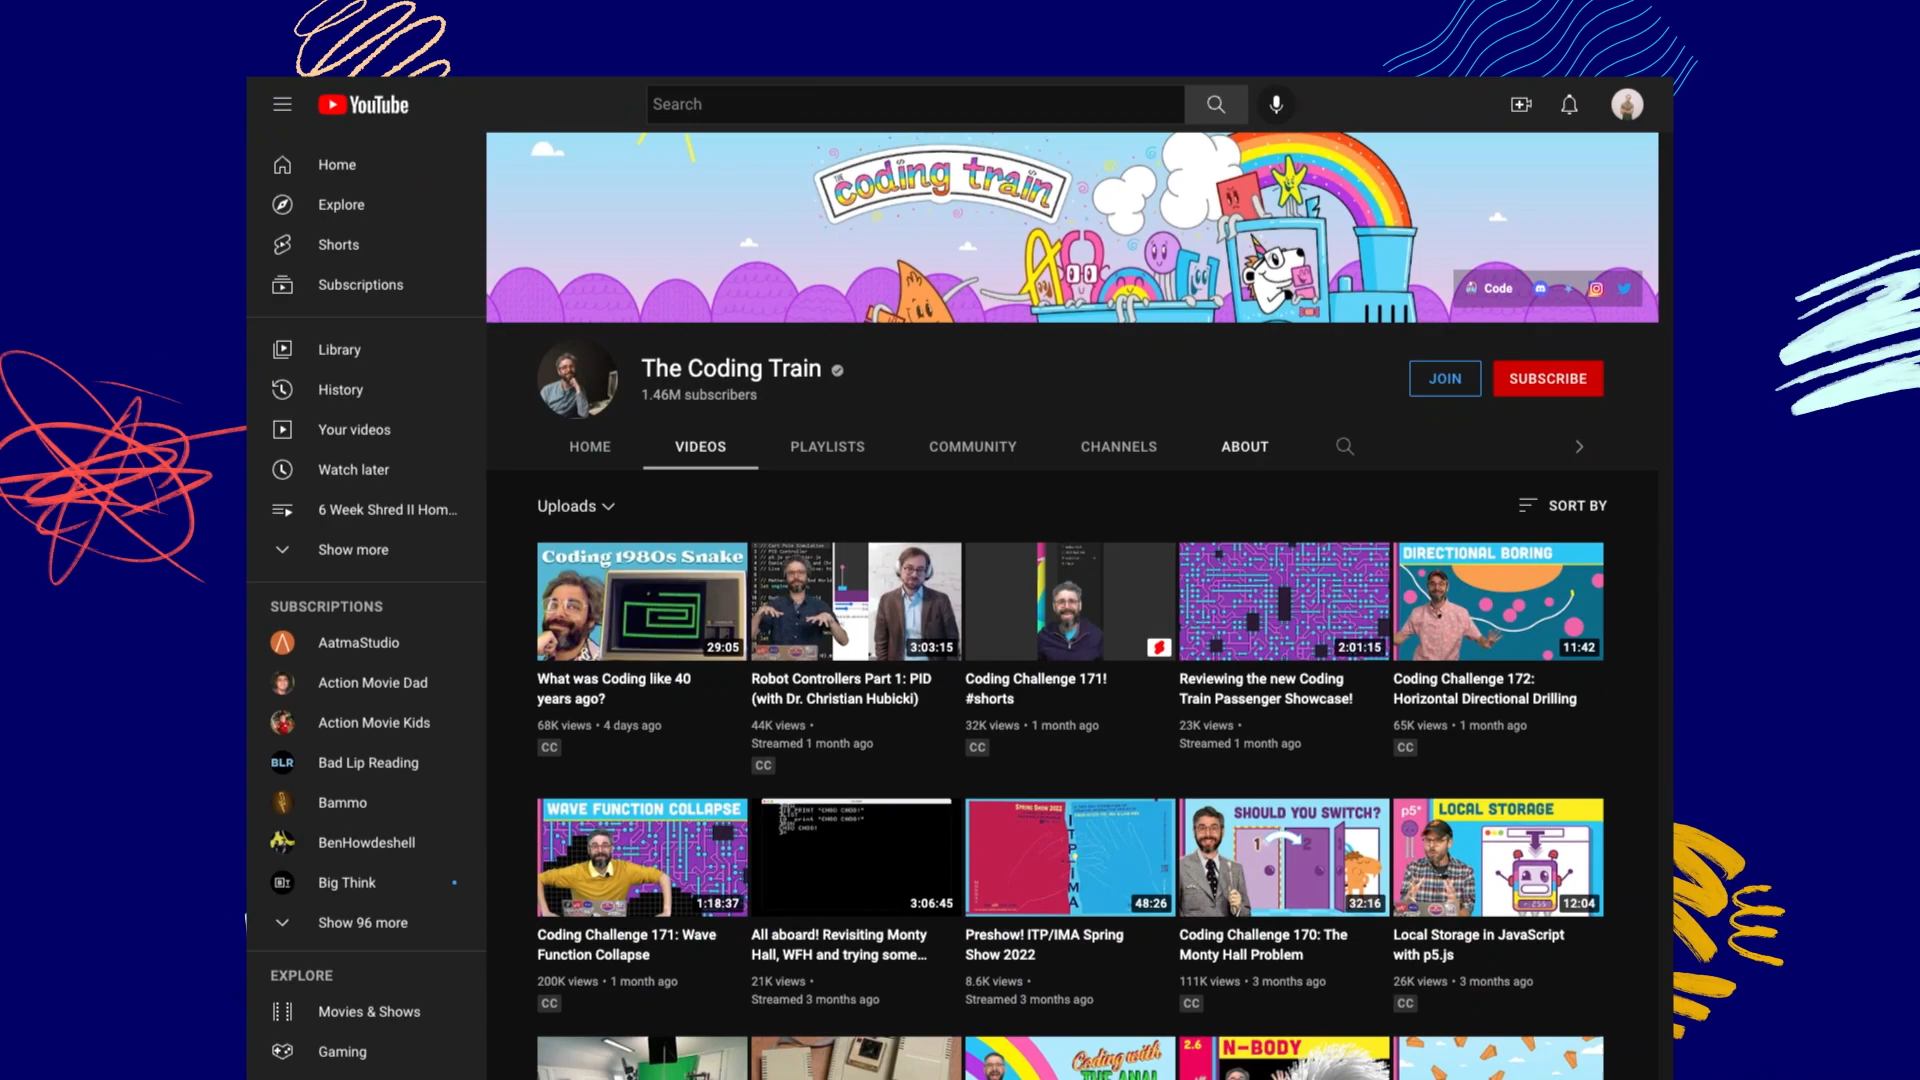 YouTube
Search
Home
Explore
Shorts
Subscriptions
Library
History
Your videos
Watch later
6 Week Shred II Hom...
Show more
SUBSCRIPTIONS
AatmaStudio
Action Movie Dad
Action Movie Kids
BLR
Bad Lip Reading
Bammo
BenHowdeshell
Big Think
Show 96 more
EXPLORE
Movies & Shows
Gaming
THE
coding train
Code
The Coding Train
1.46M subscribers
JOIN
SUBSCRIBE
HOME
VIDEOS
PLAYLISTS
COMMUNITY
CHANNELS
ABOUT
Uploads
SORT BY
Coding 1980s Snake
29:05
What was Coding like 40
years ago?
68K views • 4 days ago
CC
3:03:15
Robot Controllers Part 1: PID
(with Dr. Christian Hubicki)
44K views •
Streamed 1 month ago
CC
Coding Challenge 171!
#shorts
32K views • 1 month ago
CC
2:01:15
Reviewing the new Coding
Train Passenger Showcase!
23K views •
Streamed 1 month ago
DIRECTIONAL BORING
11:42
Coding Challenge 172:
Horizontal Directional Drilling
65K views • 1 month ago
CC
WAVE FUNCTION COLLAPSE
1:18:37
Coding Challenge 171: Wave
Function Collapse
200K views • 1 month ago
CC
3:06:45
All aboard! Revisiting Monty
Hall, WFH and trying some...
21K views •
Streamed 3 months ago
SPRING SHOW 2022
ITP/IMA
48:26
Preshow! ITP/IMA Spring
Show 2022
8.6K views •
Streamed 3 months ago
SHOULD YOU SWITCH?
1
2
32:16
Coding Challenge 170: The
Monty Hall Problem
111K views • 3 months ago
CC
p5*
LOCAL STORAGE
12:04
Local Storage in JavaScript
with p5.js
26K views • 3 months ago
CC
Coding with
2.6
N-BODY